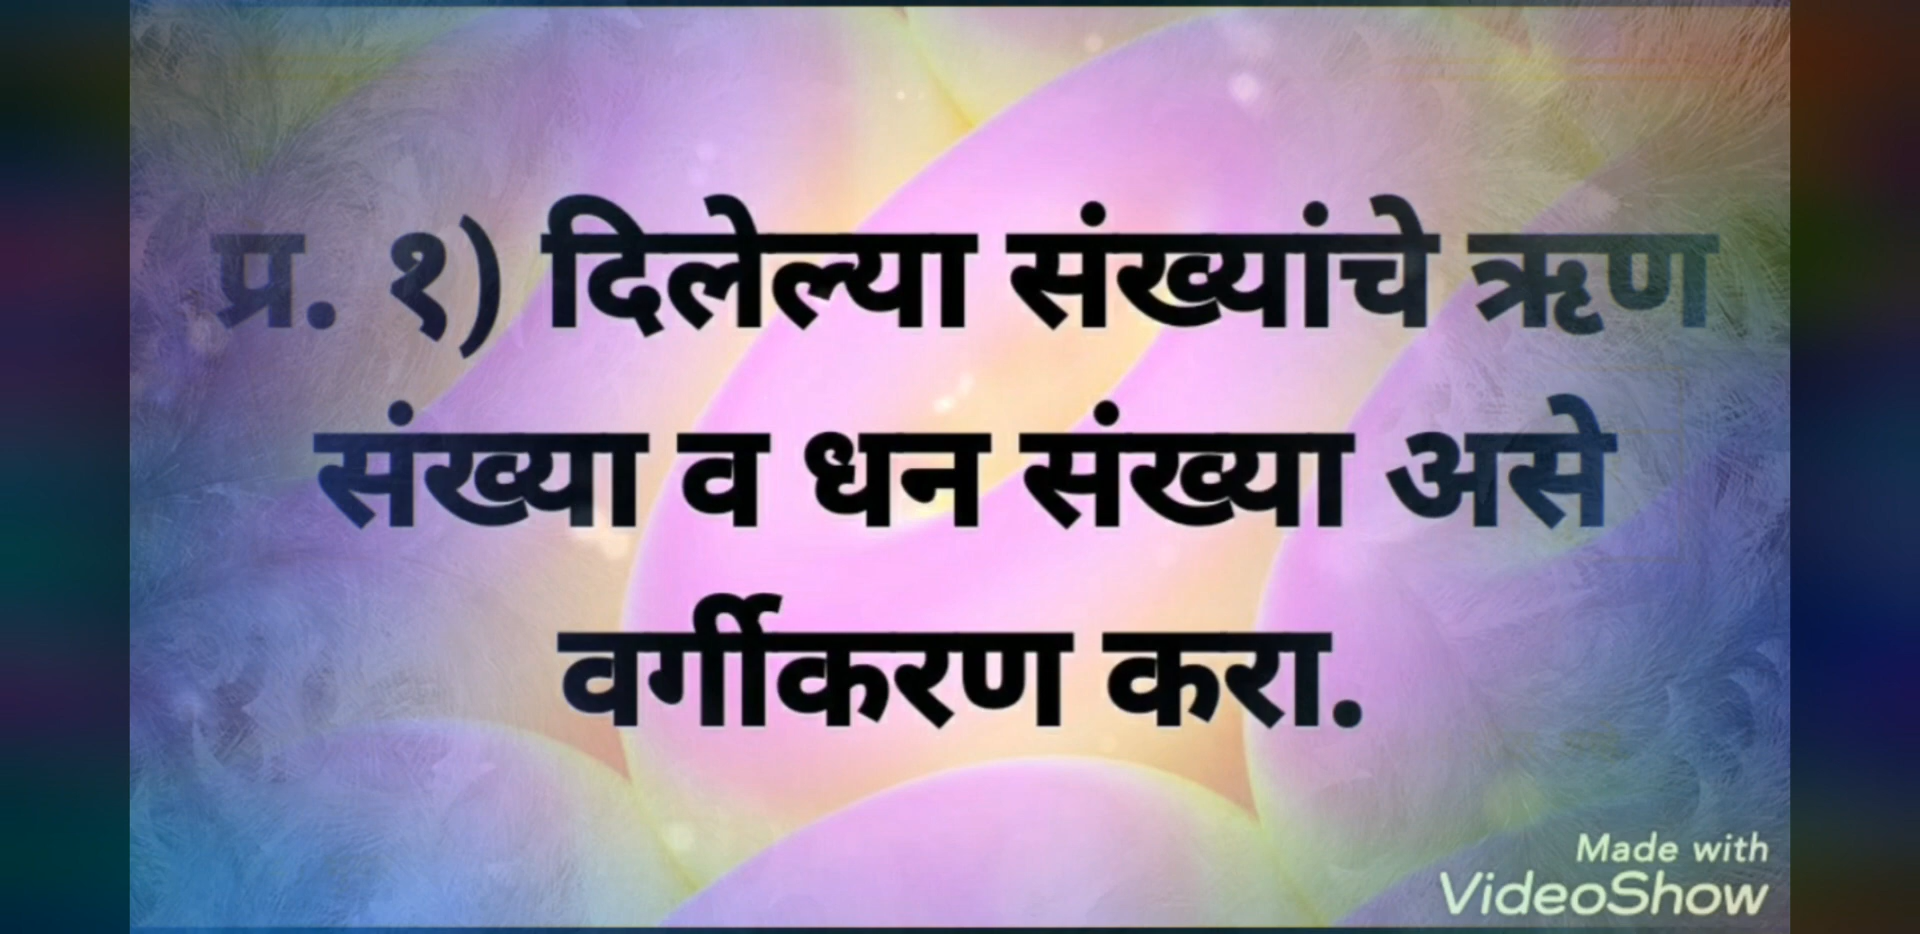 प्र. १) दिलेल्या संख्यांचे ऋण
संख्या व धन संख्या असे
वर्गीकरण करा.
Made with
VideoShow